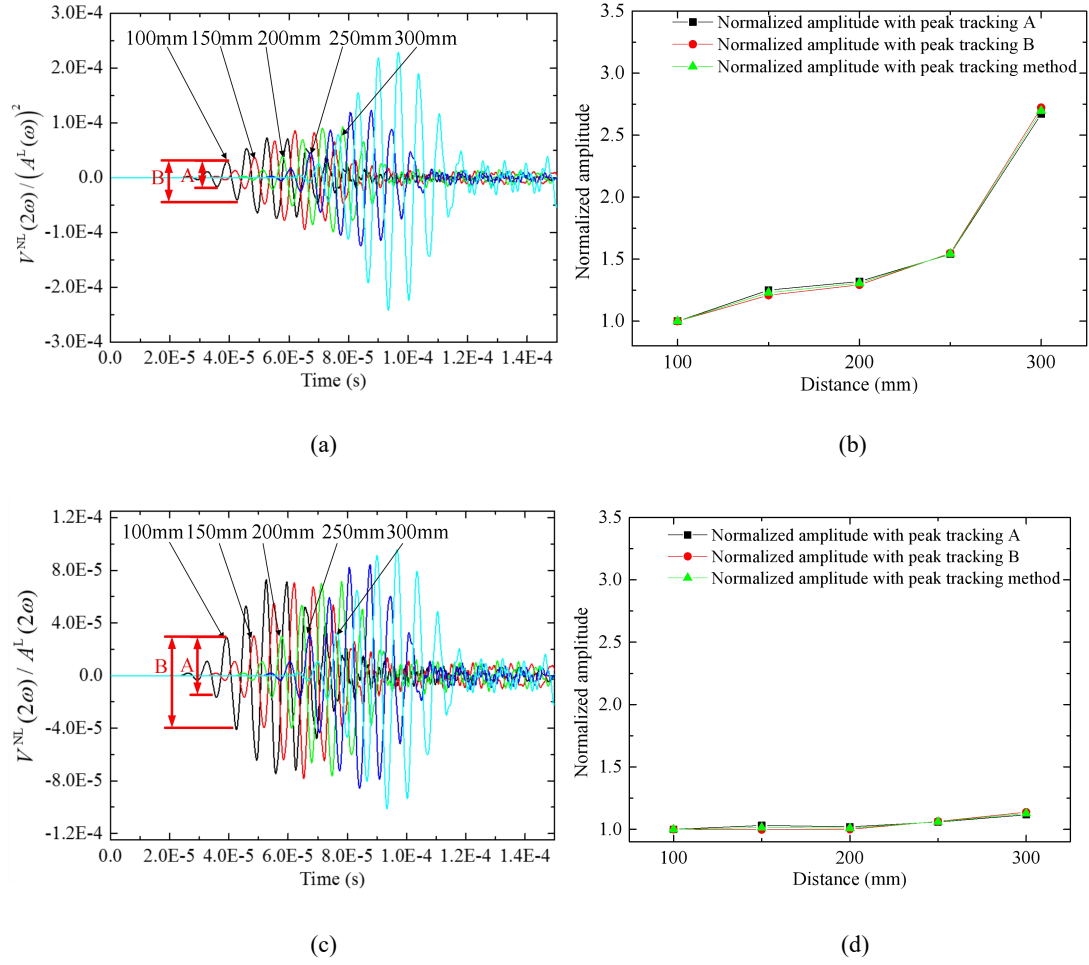 100mm 150mm 200mm 250mm 300mm
3.0E-4
2.0E-4
1.0E-4
0.0
-1.0E-4
-2.0E-4
-3.0E-4
V^NL(2ω)/(A^L(ω))²
B A
0.0 2.0E-5 4.0E-5 6.0E-5 8.0E-5 1.0E-4 1.2E-4 1.4E-4
Time (s)
(a)
Normalized amplitude with peak tracking A
Normalized amplitude with peak tracking B
Normalized amplitude with peak tracking method
3.5
3.0
2.5
2.0
1.5
1.0
Normalized amplitude
100 200 300
Distance (mm)
(b)
100mm 150mm 200mm 250mm 300mm
1.2E-4
8.0E-5
4.0E-5
0.0
-4.0E-5
-8.0E-5
-1.2E-4
V^NL(2ω)/A^L(2ω)
B A
0.0 2.0E-5 4.0E-5 6.0E-5 8.0E-5 1.0E-4 1.2E-4 1.4E-4
Time (s)
(c)
Normalized amplitude with peak tracking A
Normalized amplitude with peak tracking B
Normalized amplitude with peak tracking method
3.5
3.0
2.5
2.0
1.5
1.0
Normalized amplitude
100 200 300
Distance (mm)
(d)